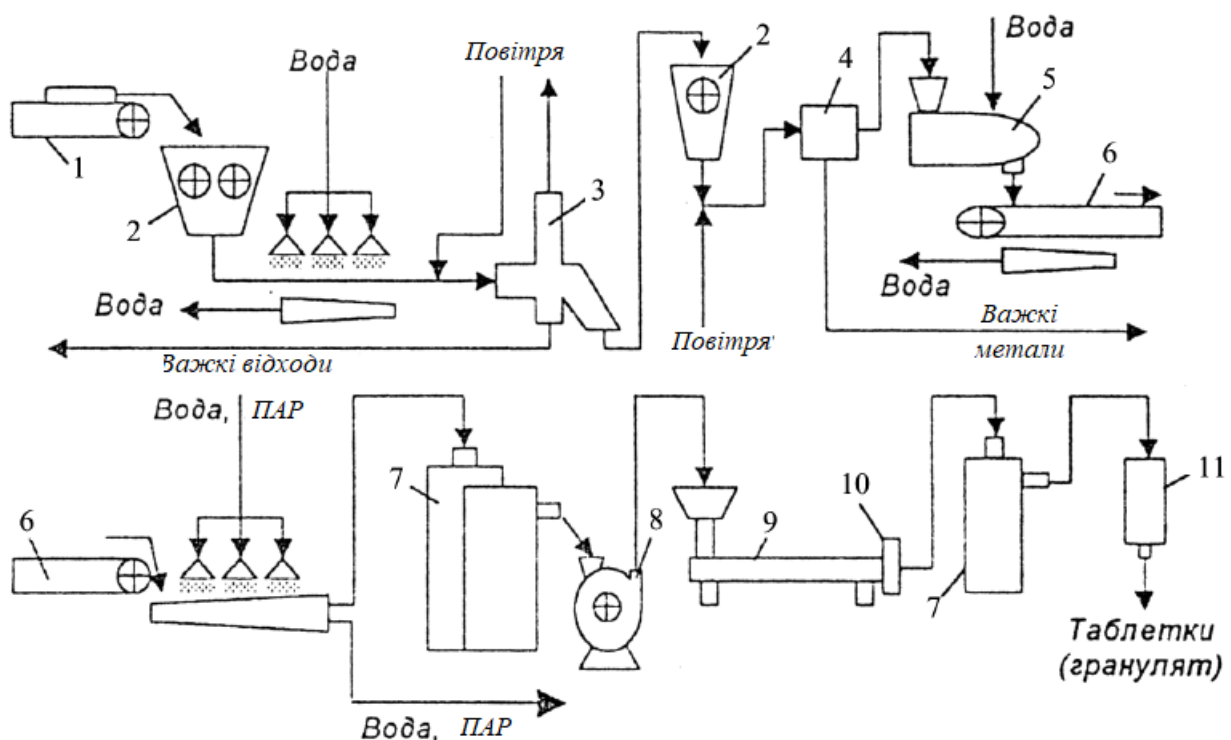 Повітря
2
Вода
Вода
4
5
1
6
2
3
Вода
Вода
Важкі відходи
Повітря
Важкі
метали
Вода, ПАР
7
10
11
6
8
9
7
Таблетки
(гранулят)
Вода, ПАР